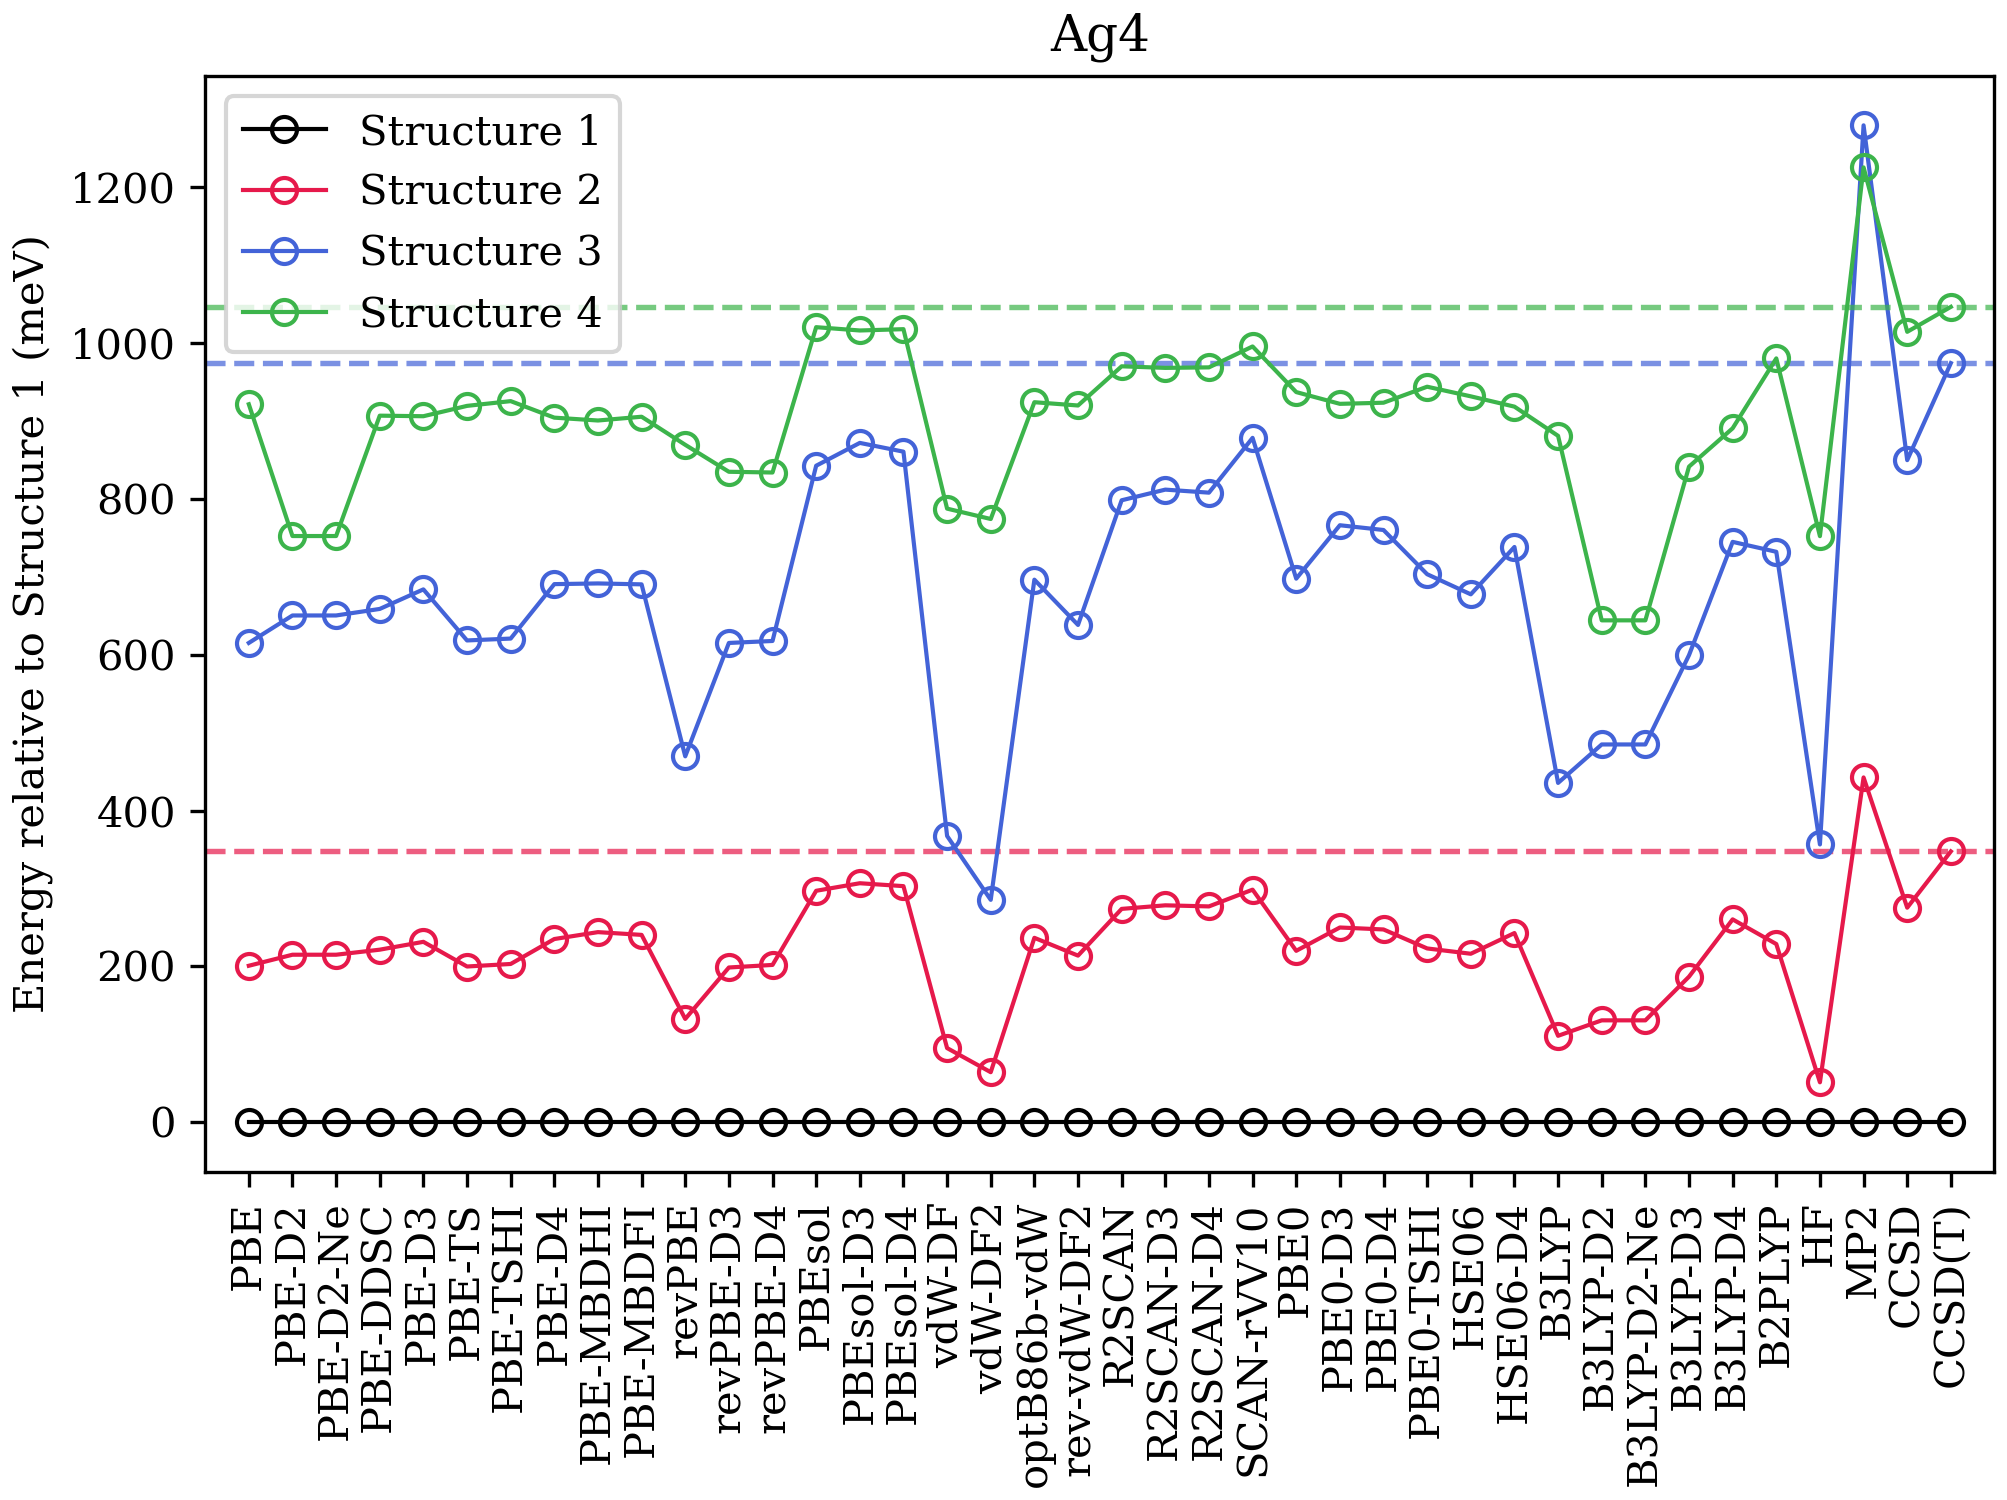 Ag4
Structure 1
Structure 2
Structure 3
Structure 4
Energy relative to Structure 1 (meV)
1200
1000
800
600
400
200
0
PBE
PBE-D2
PBE-D2-Ne
PBE-DDSC
PBE-D3
PBE-TS
PBE-TSHI
PBE-D4
PBE-MBDHI
PBE-MBDFI
revPBE
revPBE-D3
revPBE-D4
PBEsol
PBEsol-D3
PBEsol-D4
vdW-DF
vdW-DF2
optB86b-vdW
rev-vdW-DF2
R2SCAN
R2SCAN-D3
R2SCAN-D4
SCAN-rVV10
PBE0
PBE0-D3
PBE0-D4
PBE0-TSHI
HSE06
HSE06-D4
B3LYP
B3LYP-D2
B3LYP-D2-Ne
B3LYP-D3
B3LYP-D4
B2PLYP
HF
MP2
CCSD
CCSD(T)